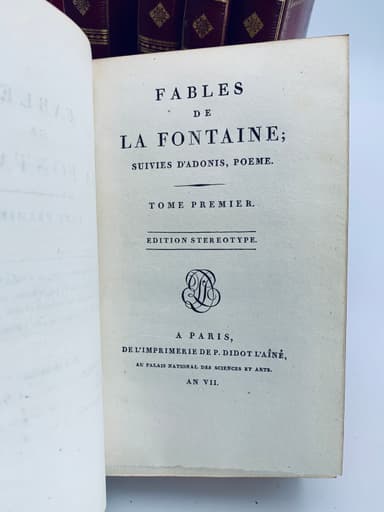 FABLES
DE
LA FONTAINE;
SUIVIES D'ADONIS, POEME.
TOME PREMIER.
EDITION STEREOTYPE.
A PARIS,
DE L'IMPRIMERIE DE P. DIDOT L'AÎNÉ,
AU PALAIS NATIONAL DES SCIENCES ET ARTS.
AN VII.